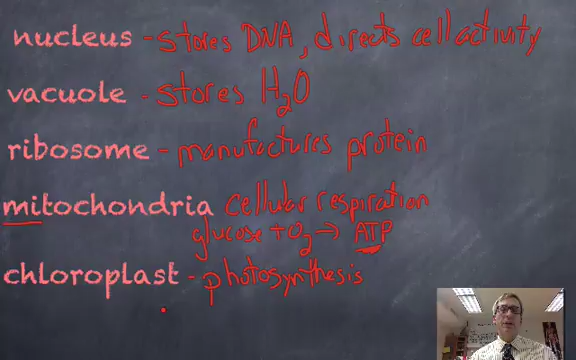 nucleus - stores DNA, directs cell activity
vacuole - stores H₂O
ribosome - manufactures protein
mitochondria cellular respiration
glucose + O₂ → ATP
chloroplast - photosynthesis